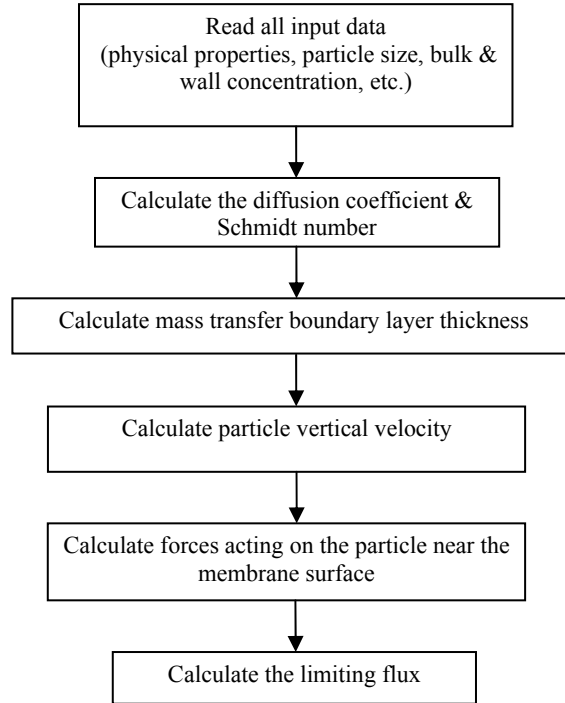 Read all input data
(physical properties, particle size, bulk &
wall concentration, etc.)
Calculate the diffusion coefficient &
Schmidt number
Calculate mass transfer boundary layer thickness
Calculate particle vertical velocity
Calculate forces acting on the particle near the
membrane surface
Calculate the limiting flux